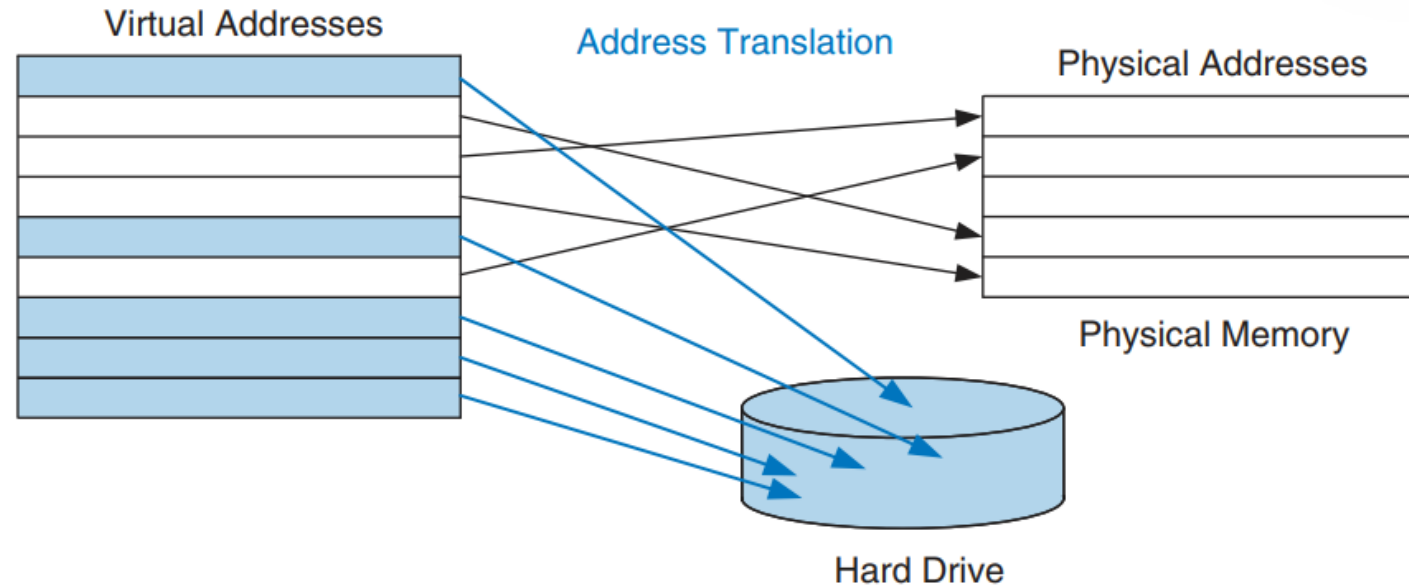 Virtual Addresses
Address Translation
Physical Addresses
Physical Memory
Hard Drive